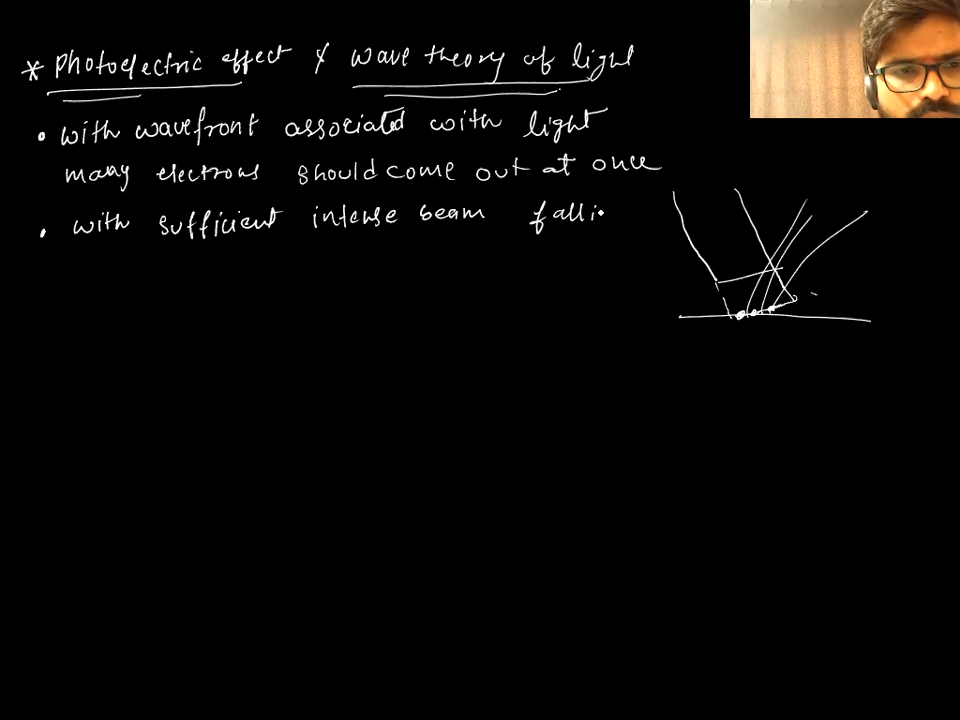 * Photoelectric effect & wave theory of light
• with wavefront associated with light
many electrons should come out at once
• with sufficient intense beam falli